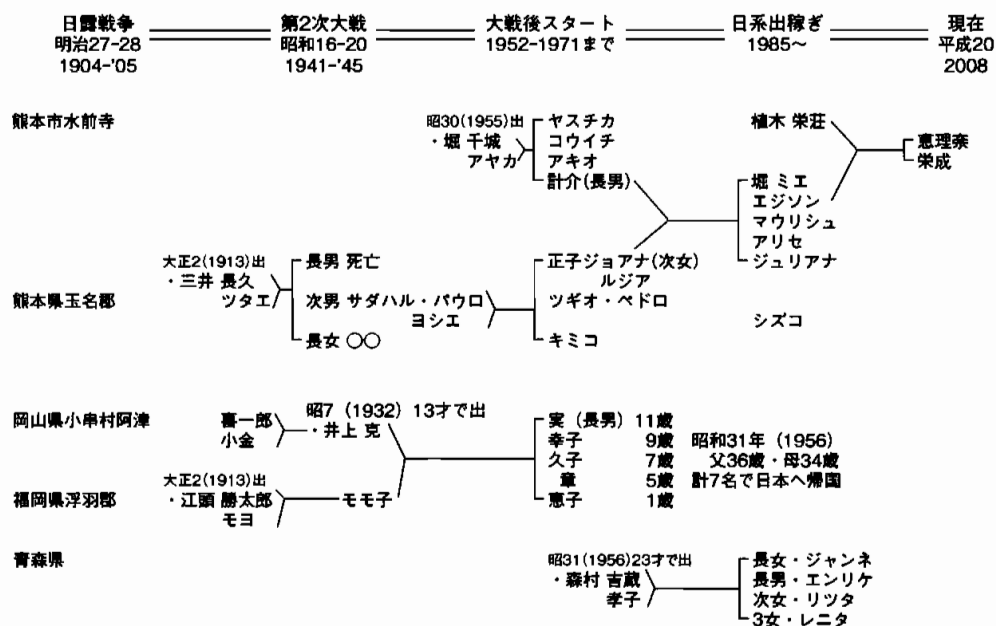 日露戦争 第2次大戦 大戦後スタート 日系出稼ぎ 現在
明治27-28 昭和16-20 1952-1971まで 1985～ 平成20
1904-'05 1941-'45 2008
熊本市水前寺 昭30(1955)出 ヤスチカ 植木 栄荘
・堀 千城 コウイチ 恵理奈
アヤカ アキオ 栄成
計介(長男) 堀 ミエ
エジソン
マウリシュ
アリセ
大正2(1913)出 長男 死亡 正子ジョアナ(次女) ジュリアナ
・三井 長久 ルジア
熊本県玉名郡 ツタエ 次男 サダハル・パウロ ツギオ・ペドロ
ヨシエ シズコ
長女 〇〇 キミコ
岡山県小串村阿津 喜一郎 昭7 (1932) 13才で出 実 (長男) 11歳
小金 ・井上 克 幸子 9歳 昭和31年 (1956)
久子 7歳 父36歳・母34歳
大正2(1913)出 章 5歳 計7名で日本へ帰国
福岡県浮羽郡 ・江頭 勝太郎 モモ子 恵子 1歳
モヨ
青森県 昭31(1956)23才で出 長女・ジャンネ
・森村 吉蔵 長男・エンリケ
孝子 次女・リツタ
3女・レニタ